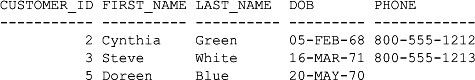 CUSTOMER_ID FIRST_NAME LAST_NAME DOB PHONE
----------- ---------- ---------- --------- ------------
2 Cynthia Green 05-FEB-68 800-555-1212
3 Steve White 16-MAR-71 800-555-1213
5 Doreen Blue 20-MAY-70